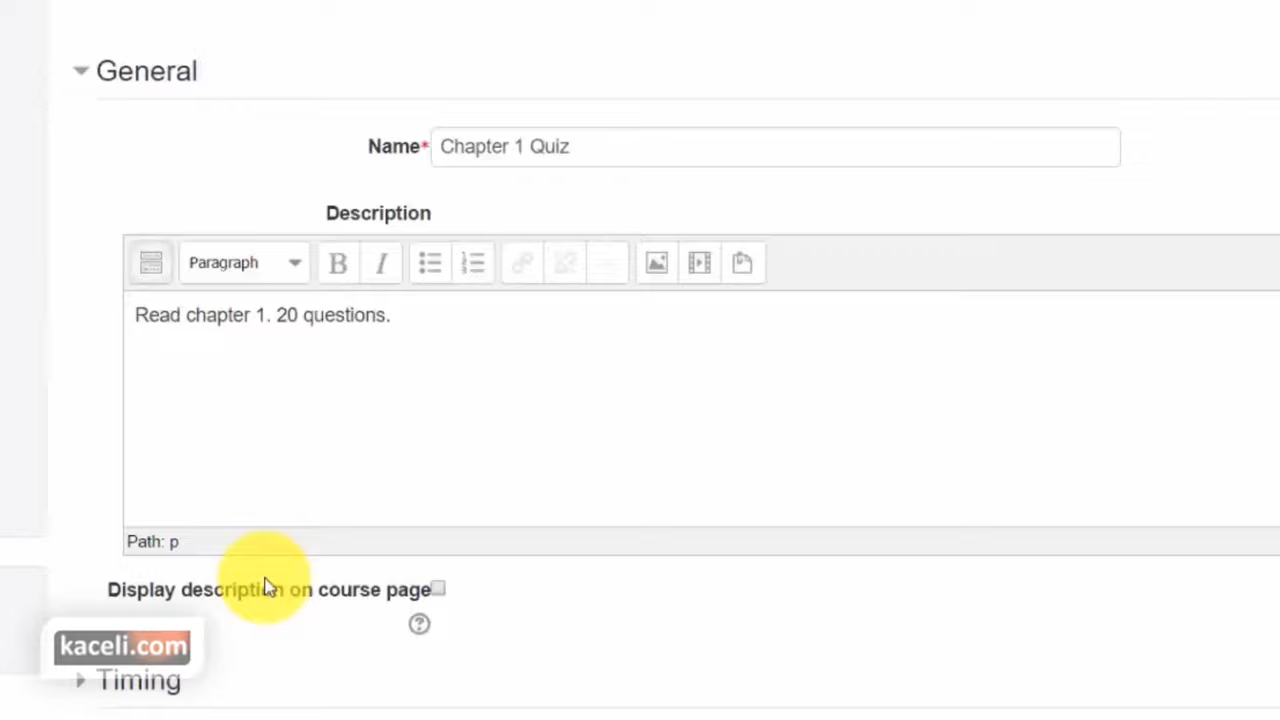 General
Name* Chapter 1 Quiz
Description
Paragraph B I
Read chapter 1. 20 questions.
Path: p
Display description on course page
?
kaceli.com
Timing